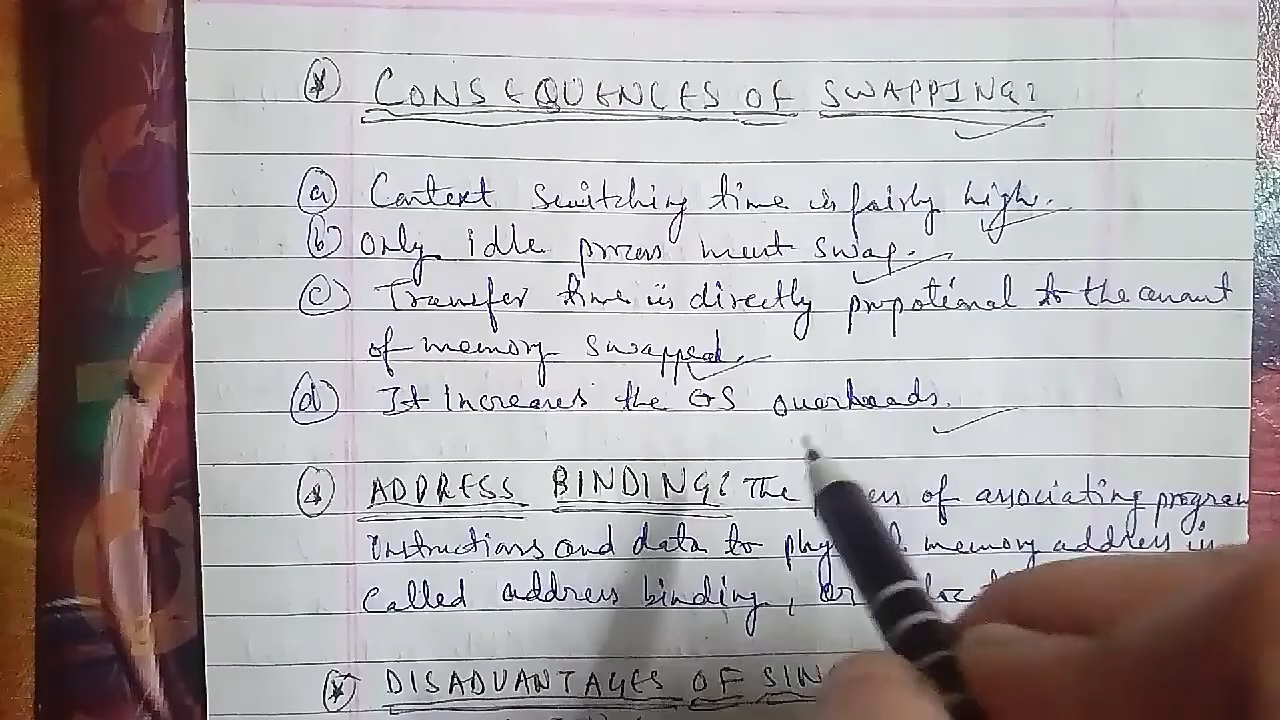 CONSEQUENCES OF SWAPPING:
(a) Context switching time is fairly high.
(b) Only idle process must swap.
(c) Transfer time is directly propotional to the amount
of memory swapped.
(d) It increases the OS overheads.
ADDRESS BINDING: The of associating program
instructions and data to memory address is
called address binding, or
DISADVANTAGES OF